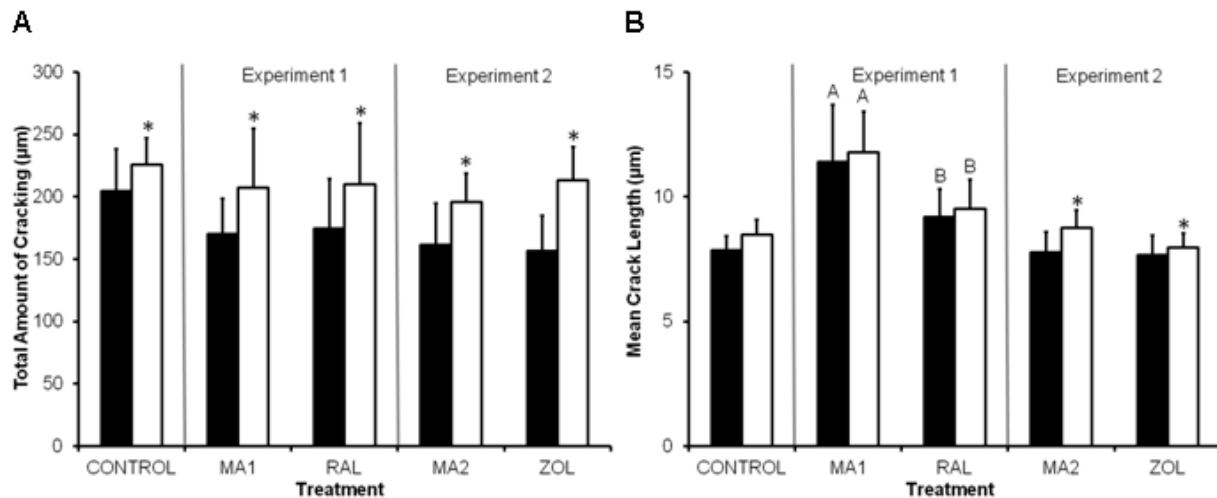 A
Experiment 1
Experiment 2
Total Amount of Cracking (µm)
300
250
200
150
100
50
0
*
*
*
*
*
CONTROL
MA1
RAL
MA2
ZOL
Treatment
B
Experiment 1
Experiment 2
Mean Crack Length (µm)
15
10
5
0
A
A
B
B
*
*
CONTROL
MA1
RAL
MA2
ZOL
Treatment